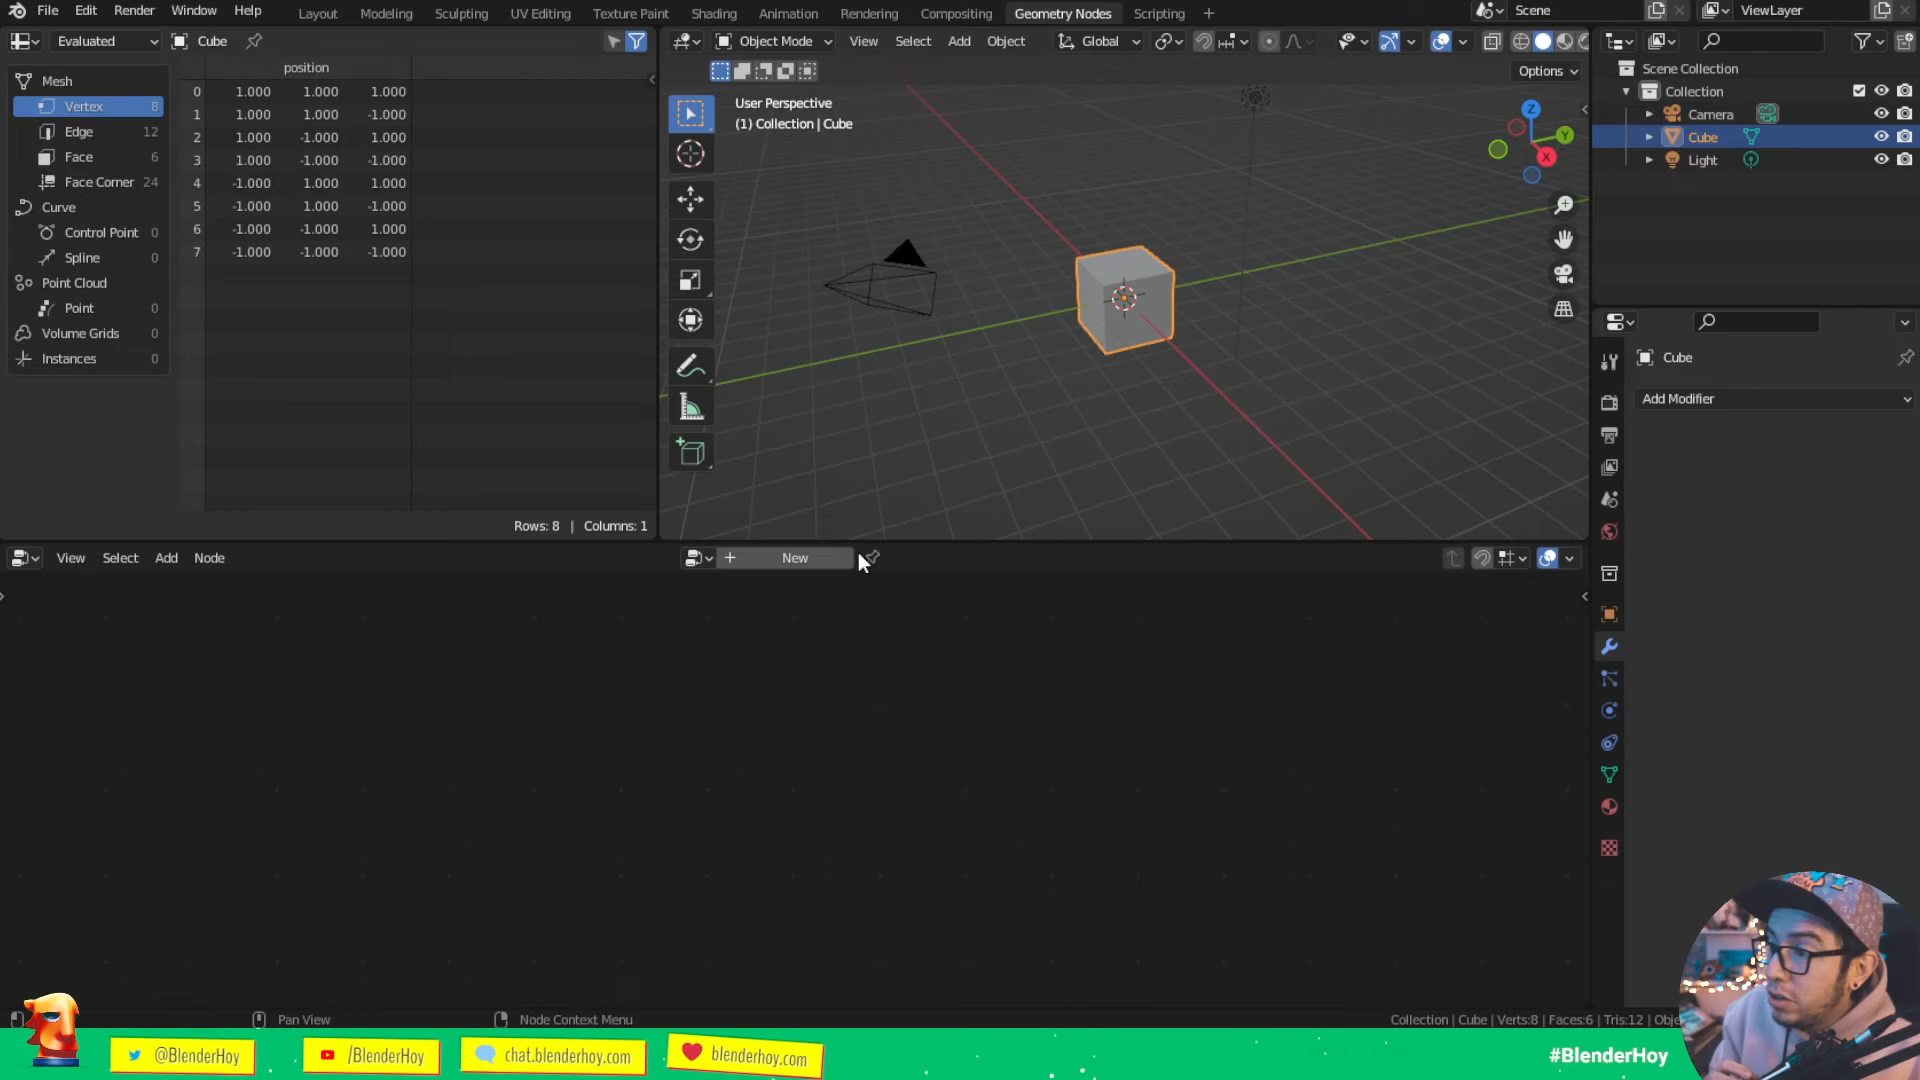 File Edit Render Window Help
Layout Modeling Sculpting UV Editing Texture Paint Shading Animation Rendering Compositing Geometry Nodes Scripting +
Scene
ViewLayer
Evaluated
Cube
Object Mode
View Select Add Object
Global
Options
position
Mesh
Vertex 8
Edge 12
Face 6
Face Corner 24
Curve
Control Point 0
Spline 0
Point Cloud
Point 0
Volume Grids 0
Instances 0
0 1.000 1.000 1.000
1 1.000 1.000 -1.000
2 1.000 -1.000 1.000
3 1.000 -1.000 -1.000
4 -1.000 1.000 1.000
5 -1.000 1.000 -1.000
6 -1.000 -1.000 1.000
7 -1.000 -1.000 -1.000
Rows: 8 | Columns: 1
User Perspective
(1) Collection | Cube
Z
Y
X
Scene Collection
Collection
Camera
Cube
Light
Cube
Add Modifier
View Select Add Node
+ New
Pan View
Node Context Menu
Collection | Cube | Verts:8 | Faces:6 | Tris:12 | Obje
@BlenderHoy
/BlenderHoy
chat.blenderhoy.com
blenderhoy.com
#BlenderHoy